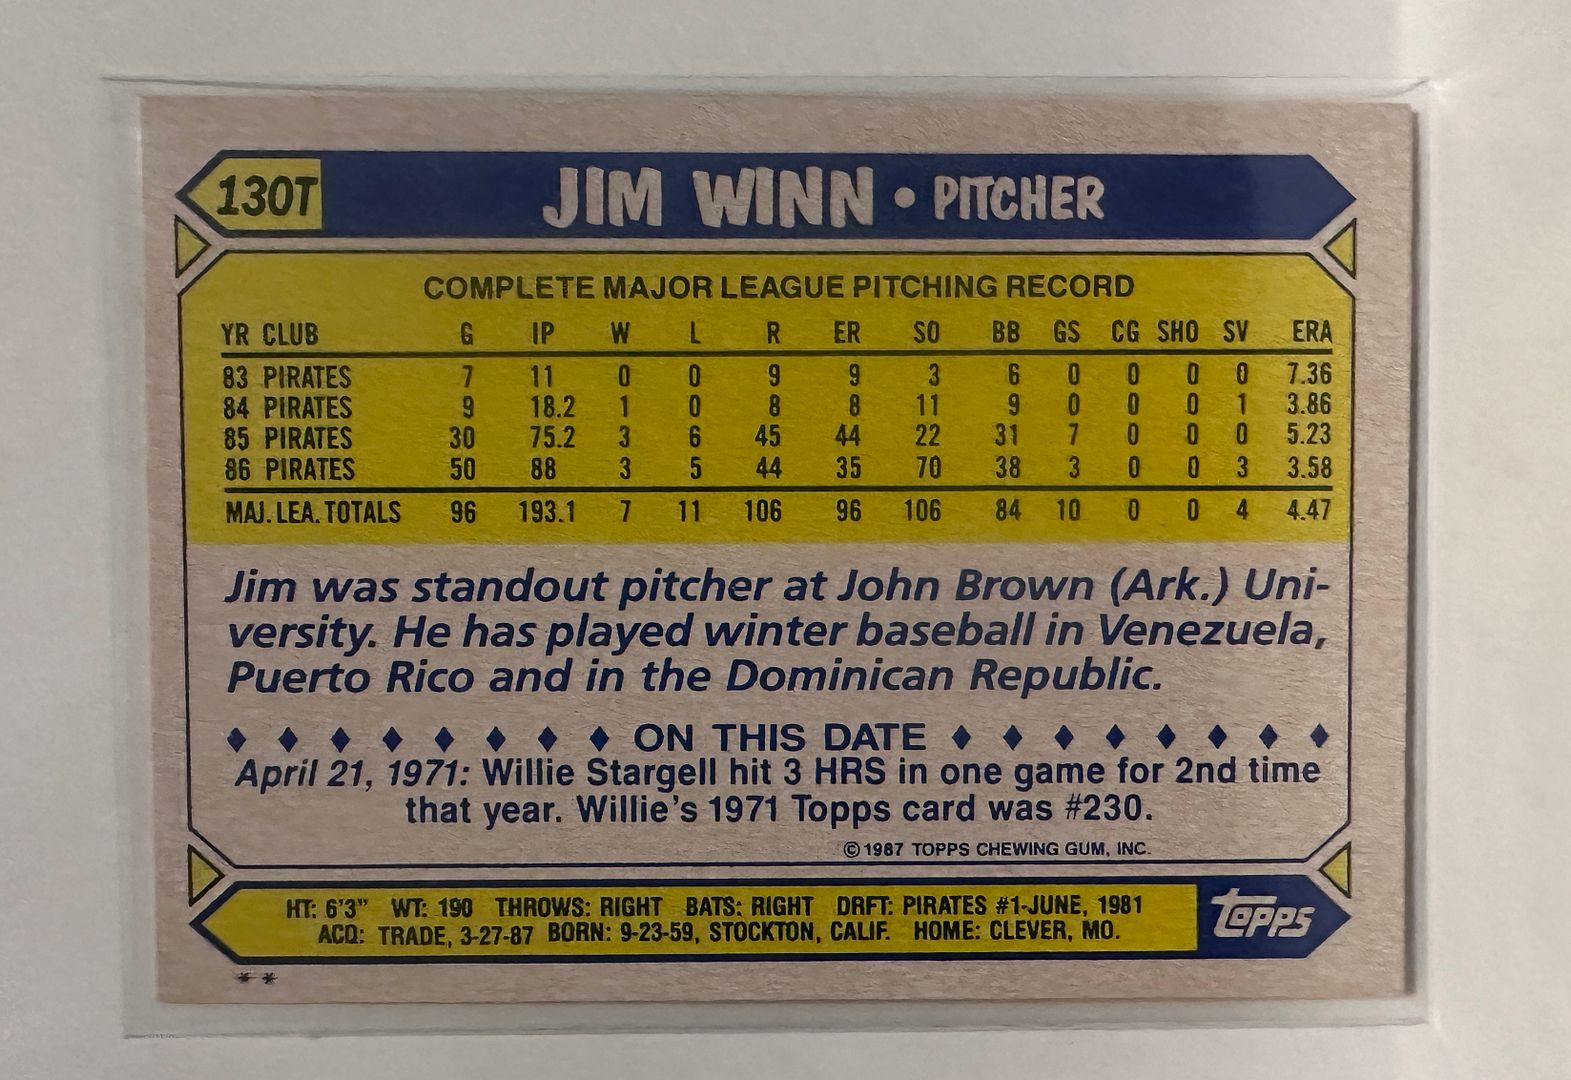 130T JIM WINN • PITCHER
COMPLETE MAJOR LEAGUE PITCHING RECORD
YR CLUB G IP W L R ER SO BB GS CG SHO SV ERA
83 PIRATES 7 11 0 0 9 9 3 6 0 0 0 0 7.36
84 PIRATES 9 18.2 1 0 8 8 11 9 0 0 0 1 3.86
85 PIRATES 30 75.2 3 6 45 44 22 31 7 0 0 0 5.23
86 PIRATES 50 88 3 5 44 35 70 38 3 0 0 3 3.58
MAJ. LEA. TOTALS 96 193.1 7 11 106 96 106 84 10 0 0 4 4.47
Jim was standout pitcher at John Brown (Ark.) Uni-
versity. He has played winter baseball in Venezuela,
Puerto Rico and in the Dominican Republic.
♦ ♦ ♦ ♦ ♦ ♦ ♦ ♦ ON THIS DATE ♦ ♦ ♦ ♦ ♦ ♦ ♦ ♦
April 21, 1971: Willie Stargell hit 3 HRS in one game for 2nd time
that year. Willie's 1971 Topps card was #230.
© 1987 TOPPS CHEWING GUM, INC.
HT: 6'3" WT: 190 THROWS: RIGHT BATS: RIGHT DRFT: PIRATES #1-JUNE, 1981
ACQ: TRADE, 3-27-87 BORN: 9-23-59, STOCKTON, CALIF. HOME: CLEVER, MO.
topps
* *